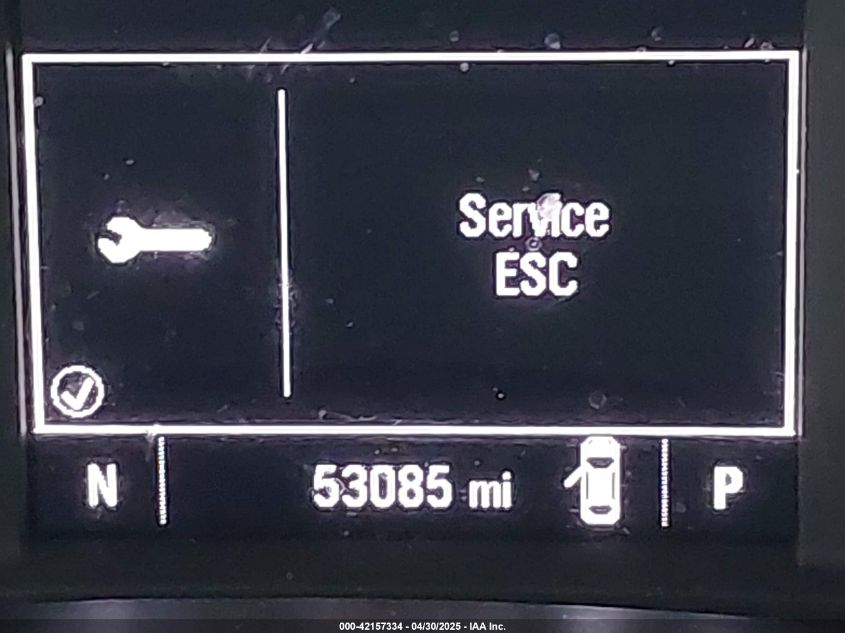 Service
ESC
N 53085 mi P
000-42157334 - 04/30/2025 - IAA Inc.